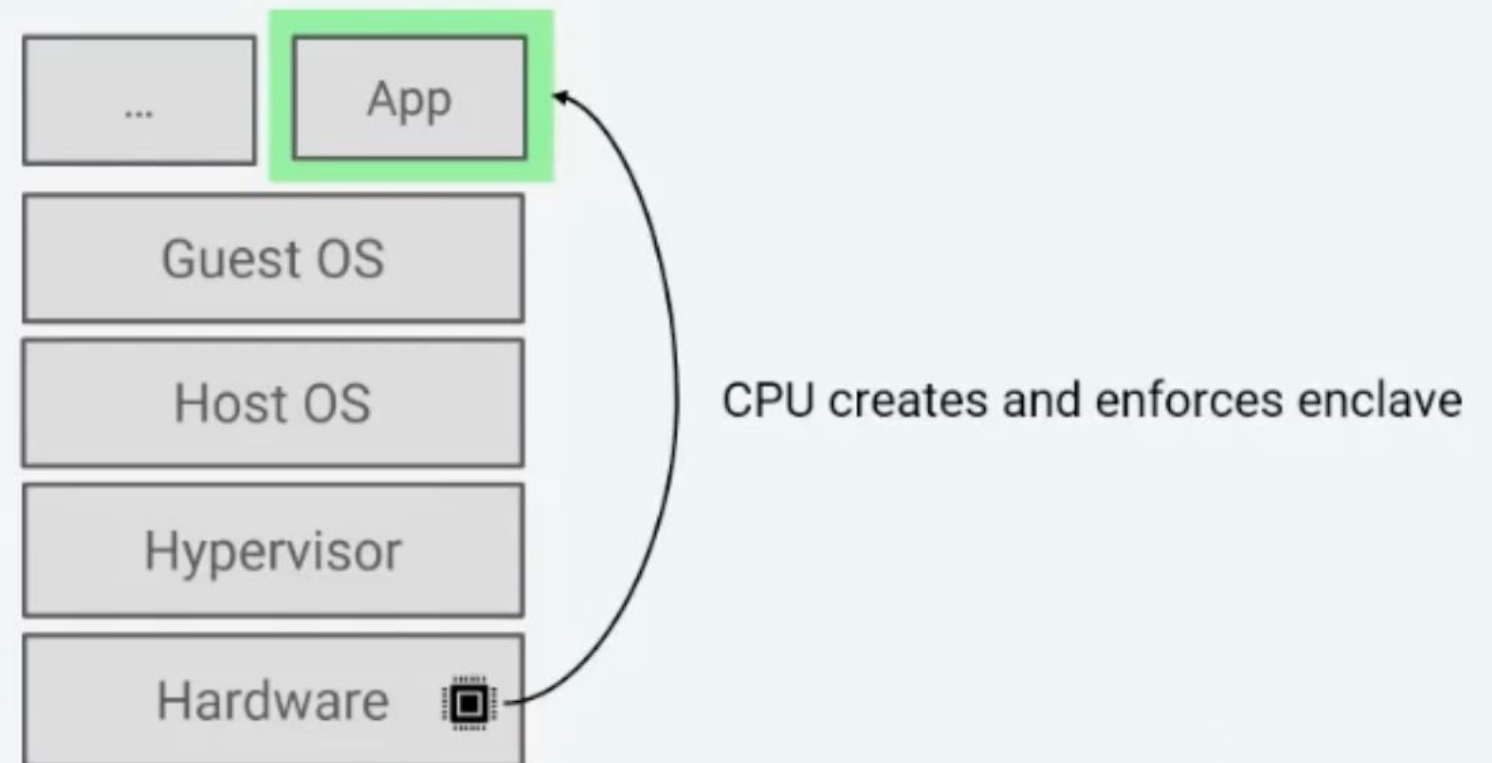 ...
App
Guest OS
Host OS
CPU creates and enforces enclave
Hypervisor
Hardware